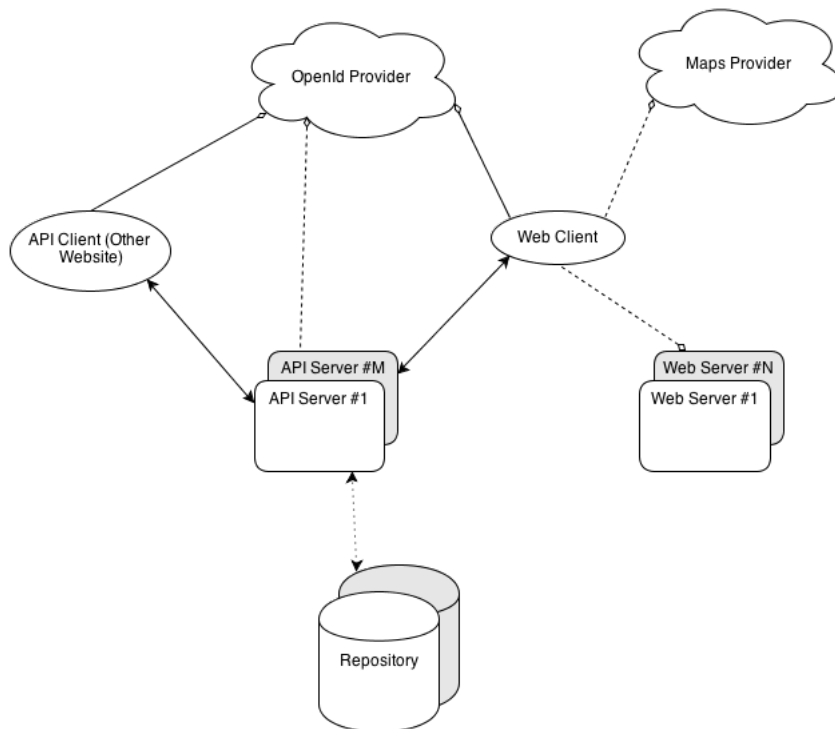 OpenId Provider
Maps Provider
API Client (Other
Website)
Web Client
API Server #M
API Server #1
Web Server #N
Web Server #1
Repository